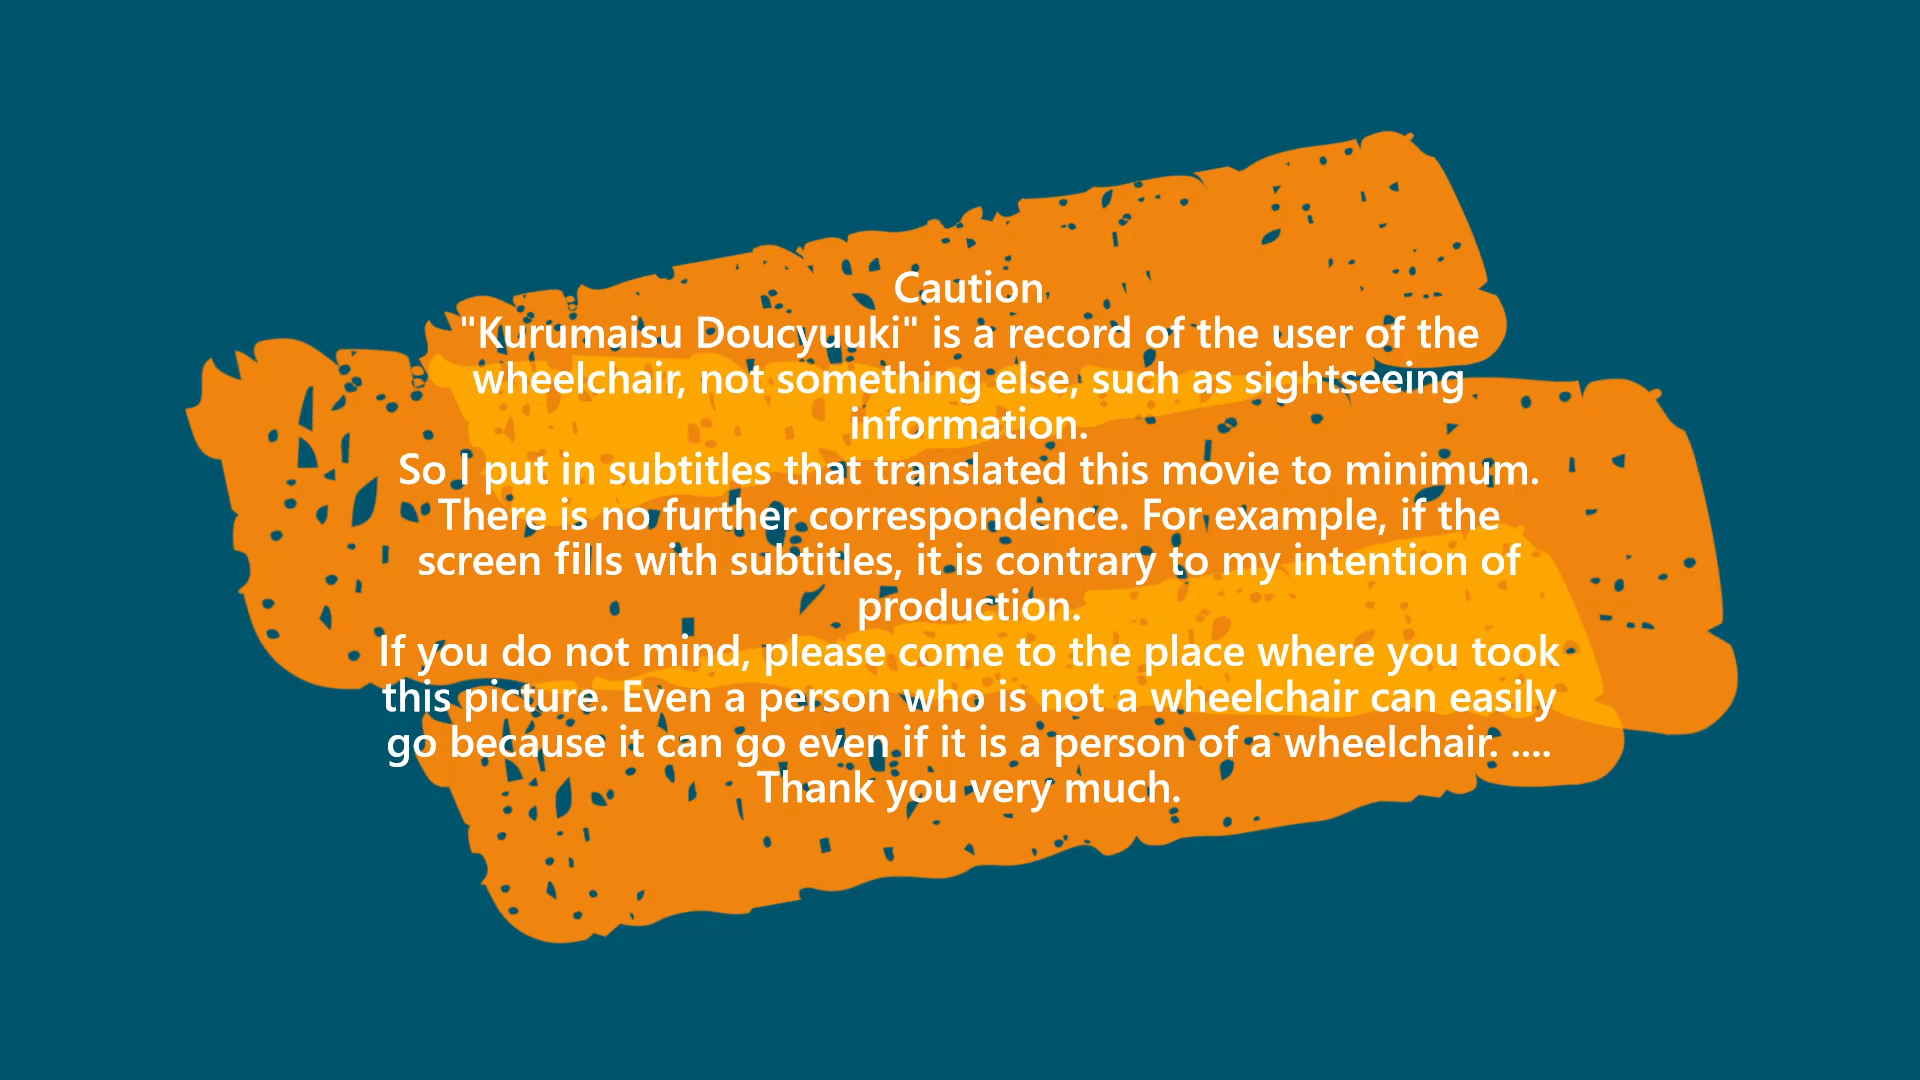 Caution
"Kurumaisu Doucyuuki" is a record of the user of the
wheelchair, not something else, such as sightseeing
information.
So I put in subtitles that translated this movie to minimum.
There is no further correspondence. For example, if the
screen fills with subtitles, it is contrary to my intention of
production.
If you do not mind, please come to the place where you took
this picture. Even a person who is not a wheelchair can easily
go because it can go even if it is a person of a wheelchair. ....
Thank you very much.